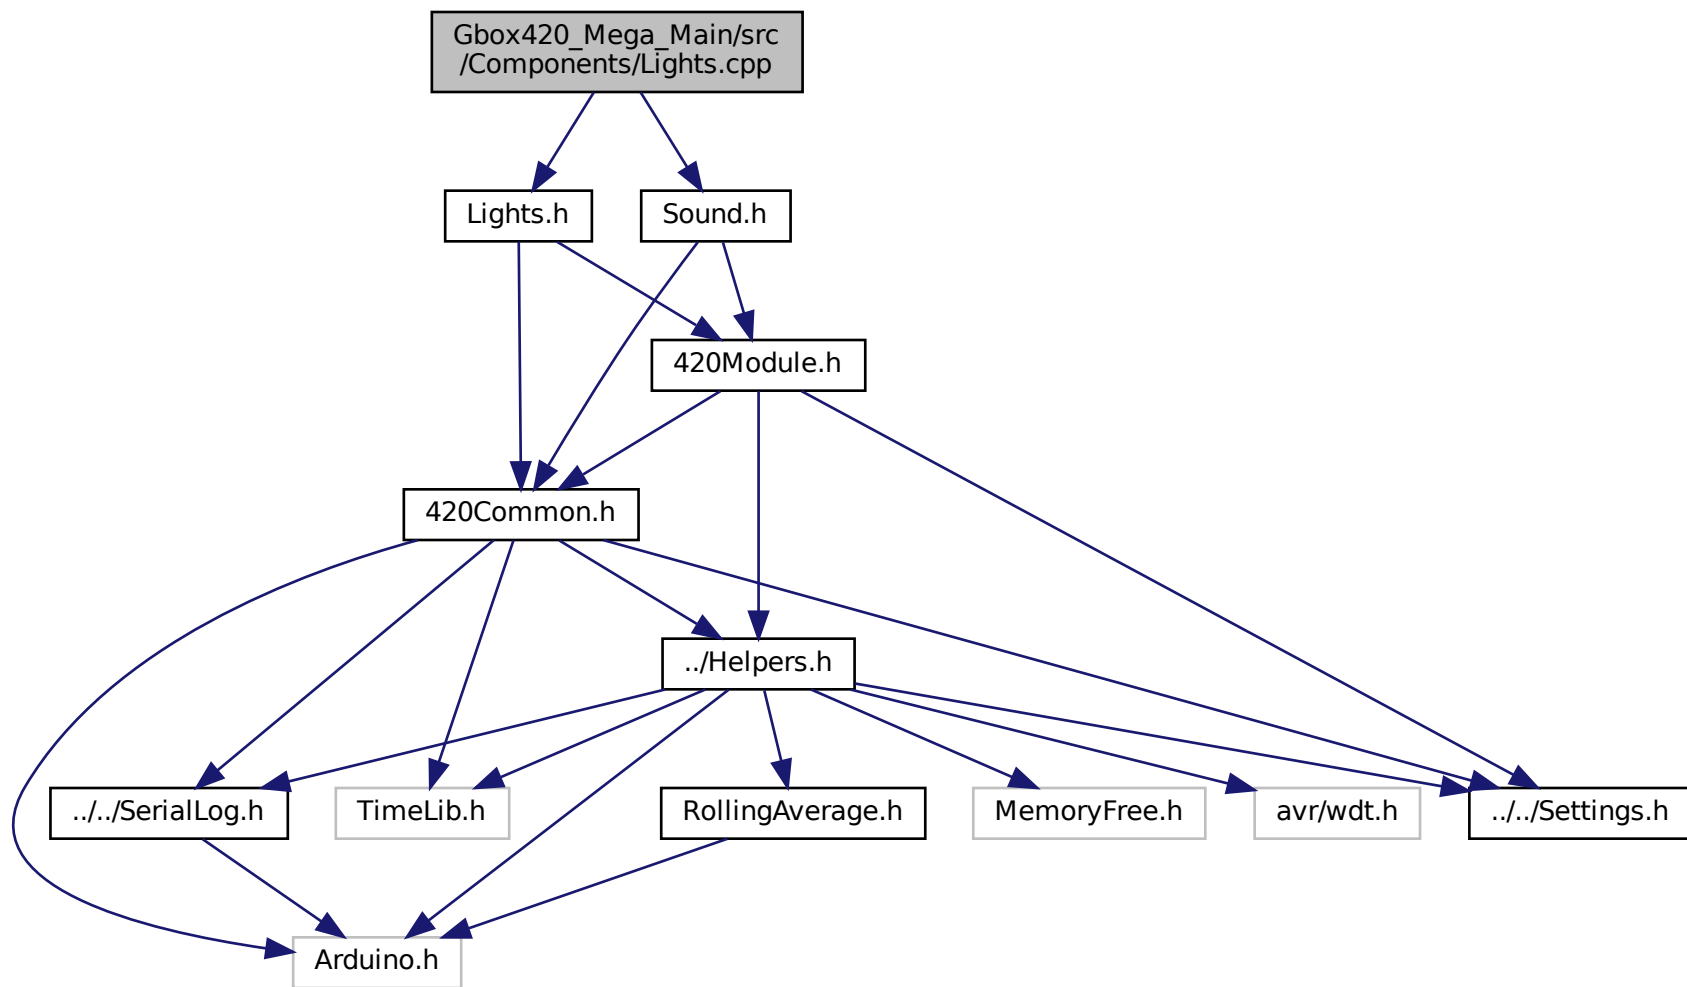 Gbox420_Mega_Main/src
/Components/Lights.cpp
Lights.h
Sound.h
420Module.h
420Common.h
../Helpers.h
../../SerialLog.h
TimeLib.h
RollingAverage.h
MemoryFree.h
avr/wdt.h
../../Settings.h
Arduino.h